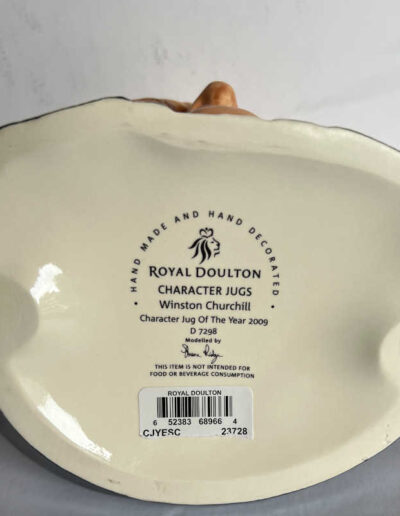 HAND MADE AND HAND DECORATED
ROYAL DOULTON
CHARACTER JUGS
• Winston Churchill •
Character Jug Of The Year 2009
D 7298
Modelled by
THIS ITEM IS NOT INTENDED FOR
FOOD OR BEVERAGE CONSUMPTION
ROYAL DOULTON
6 52383 68966 4
CJYESC 23728